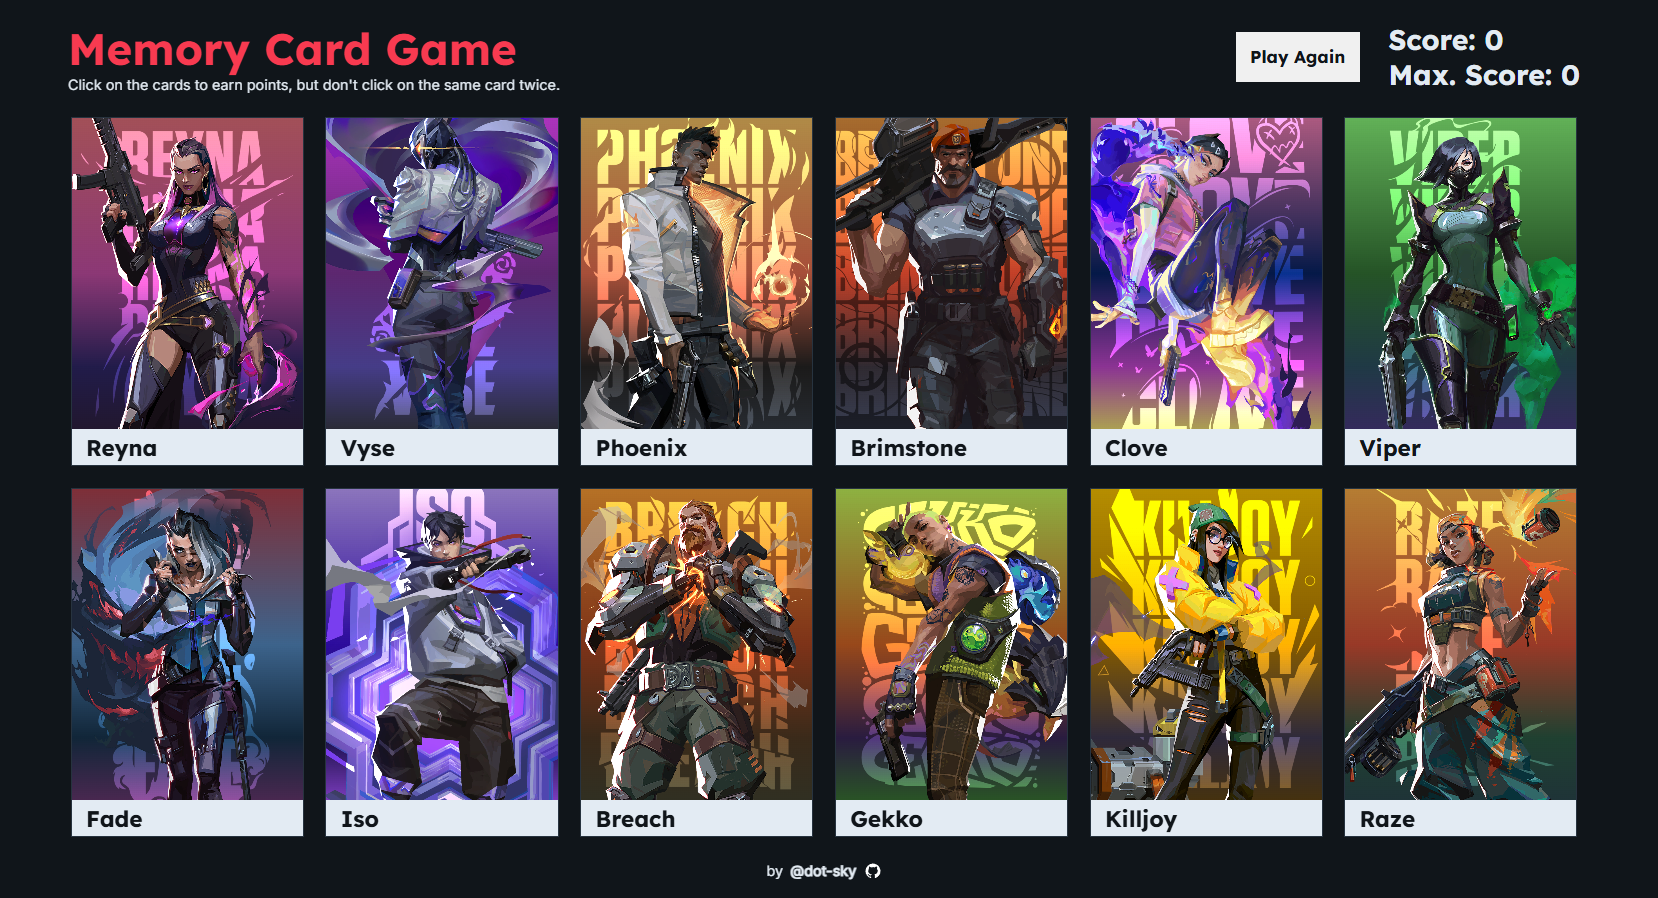 Memory Card Game
Click on the cards to earn points, but don't click on the same card twice.
Play Again
Score: 0
Max. Score: 0
REYNA
PHOENIX
BRIMSTONE
CLOVE
VIPER
Reyna
Vyse
Phoenix
Brimstone
Clove
Viper
FADE
ISO
BREACH
GEKKO
KILLJOY
RAZE
Fade
Iso
Breach
Gekko
Killjoy
Raze
by @dot-sky